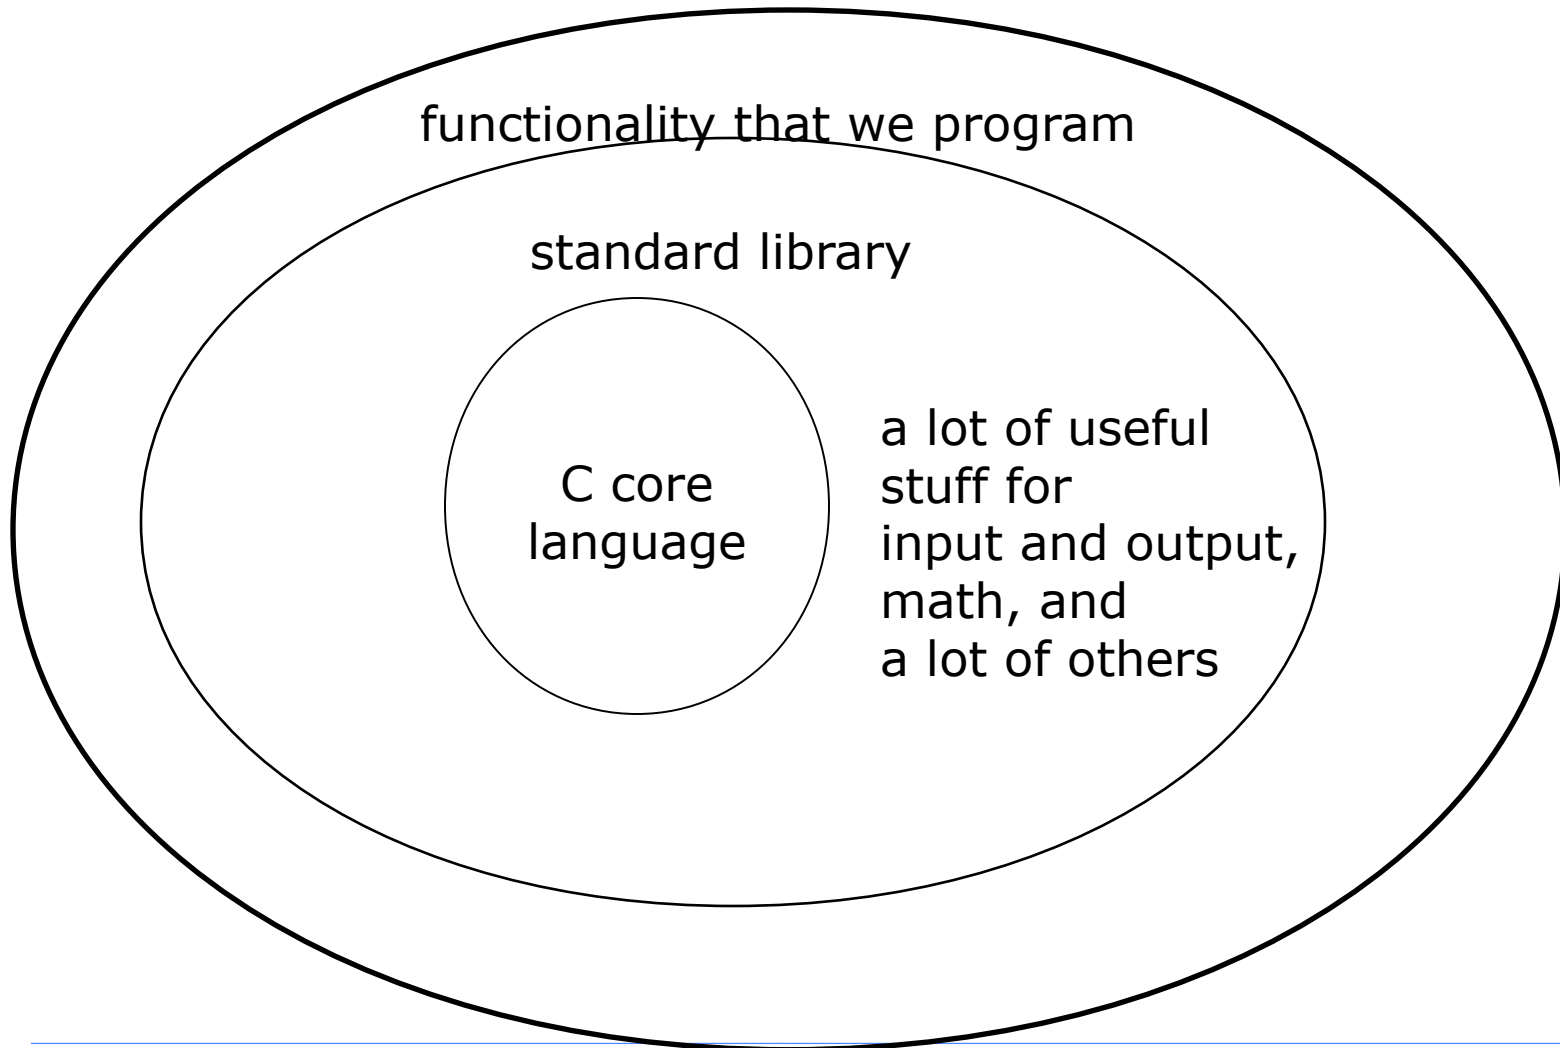 functionality that we program
standard library
C core
language
a lot of useful
stuff for
input and output,
math, and
a lot of others